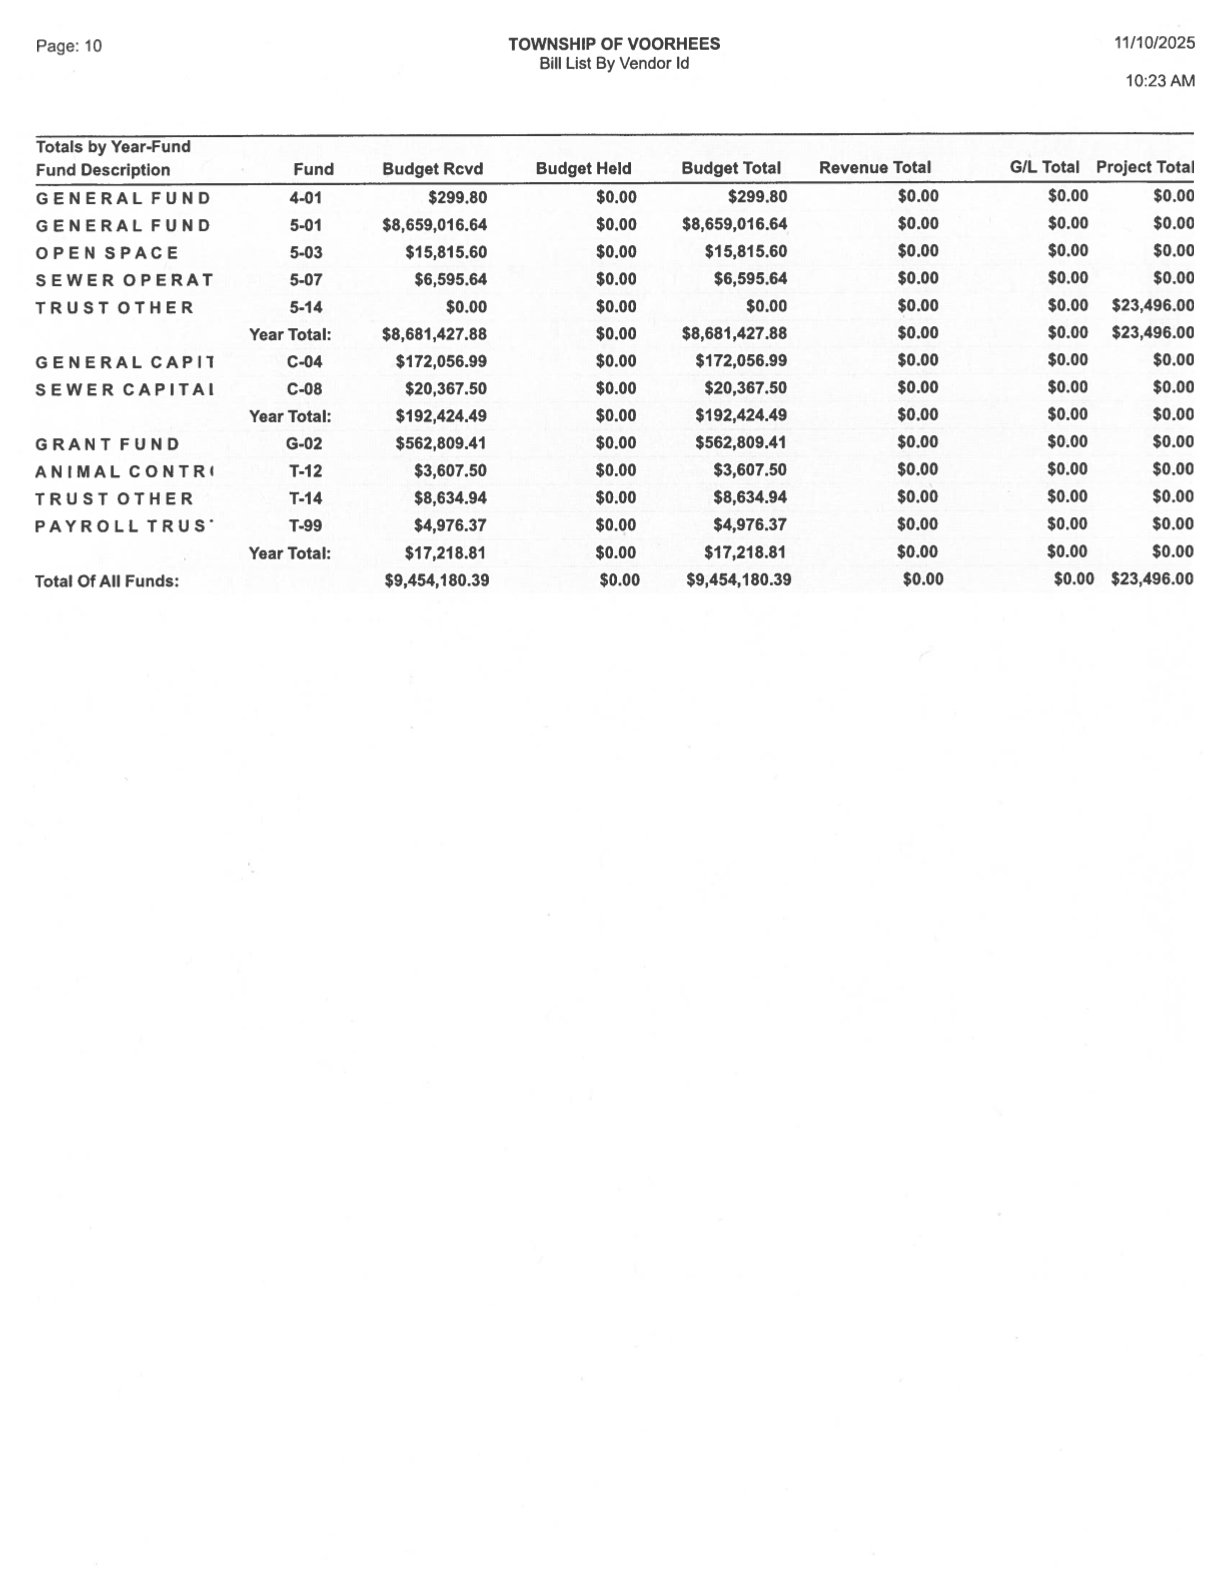 Page: 10
TOWNSHIP OF VOORHEES
11/10/2025
Bill List By Vendor Id
10:23 AM
Totals by Year-Fund
Fund Description Fund Budget Rcvd Budget Held Budget Total Revenue Total G/L Total Project Total
GENERAL FUND 4-01 $299.80 $0.00 $299.80 $0.00 $0.00 $0.00
GENERAL FUND 5-01 $8,659,016.64 $0.00 $8,659,016.64 $0.00 $0.00 $0.00
OPEN SPACE 5-03 $15,815.60 $0.00 $15,815.60 $0.00 $0.00 $0.00
SEWER OPERAT 5-07 $6,595.64 $0.00 $6,595.64 $0.00 $0.00 $0.00
TRUST OTHER 5-14 $0.00 $0.00 $0.00 $0.00 $0.00 $23,496.00
Year Total: $8,681,427.88 $0.00 $8,681,427.88 $0.00 $0.00 $23,496.00
GENERAL CAPIT C-04 $172,056.99 $0.00 $172,056.99 $0.00 $0.00 $0.00
SEWER CAPITAL C-08 $20,367.50 $0.00 $20,367.50 $0.00 $0.00 $0.00
Year Total: $192,424.49 $0.00 $192,424.49 $0.00 $0.00 $0.00
GRANT FUND G-02 $562,809.41 $0.00 $562,809.41 $0.00 $0.00 $0.00
ANIMAL CONTR T-12 $3,607.50 $0.00 $3,607.50 $0.00 $0.00 $0.00
TRUST OTHER T-14 $8,634.94 $0.00 $8,634.94 $0.00 $0.00 $0.00
PAYROLL TRUS T-99 $4,976.37 $0.00 $4,976.37 $0.00 $0.00 $0.00
Year Total: $17,218.81 $0.00 $17,218.81 $0.00 $0.00 $0.00
Total Of All Funds: $9,454,180.39 $0.00 $9,454,180.39 $0.00 $0.00 $23,496.00